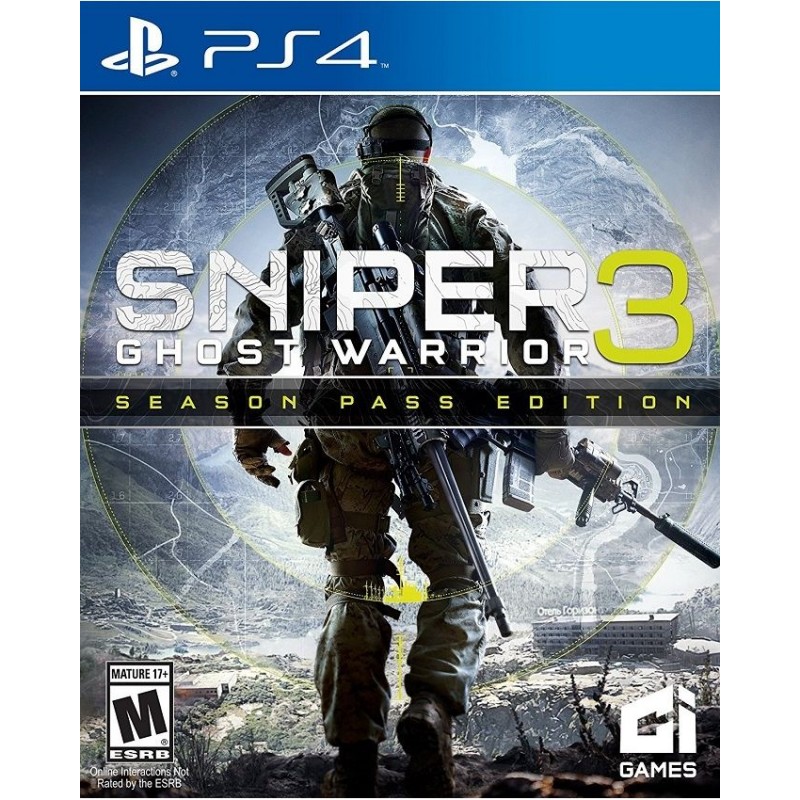 PS4
SNIPER 3
GHOST WARRIOR
SEASON PASS EDITION
Отель Горизонт
MATURE 17+
M
ESRB
Online Interactions Not
Rated by the ESRB
CI
GAMES